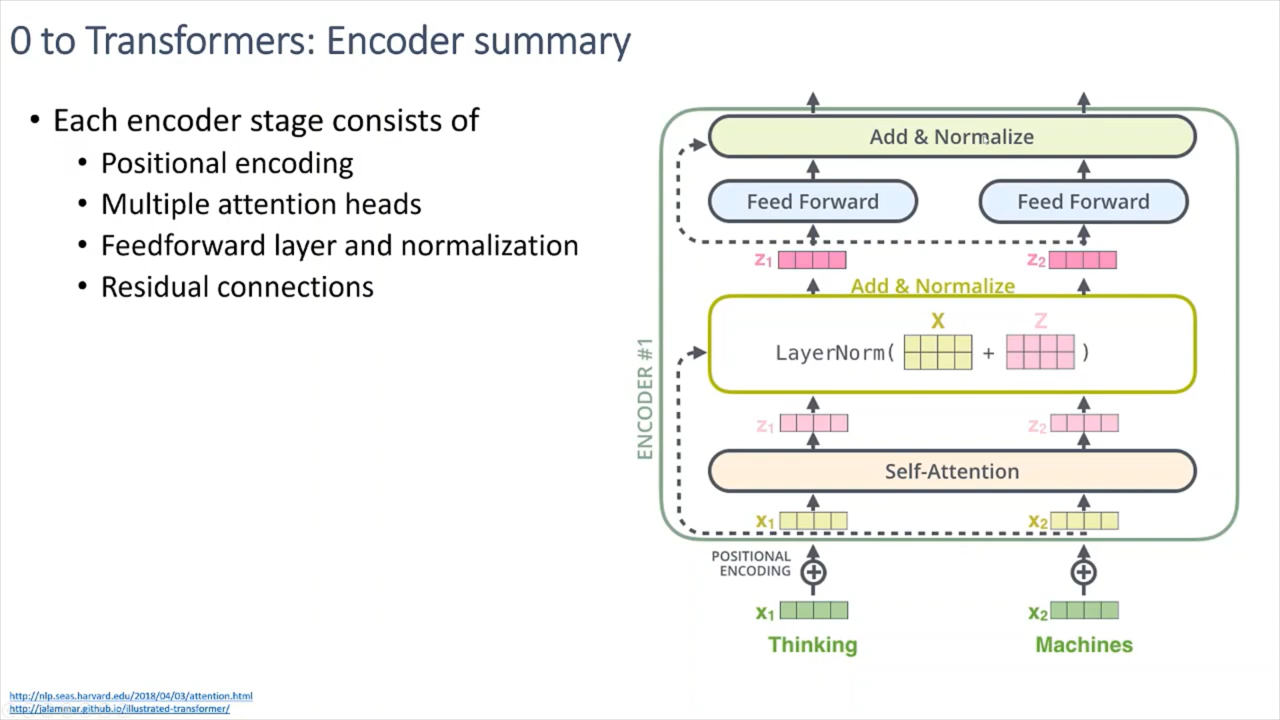 0 to Transformers: Encoder summary
• Each encoder stage consists of
• Positional encoding
• Multiple attention heads
• Feedforward layer and normalization
• Residual connections
Add & Normalize
Feed Forward Feed Forward
z1 z2
Add & Normalize
X Z
LayerNorm( + )
ENCODER #1
z1 z2
Self-Attention
x1 x2
POSITIONAL
ENCODING
x1 x2
Thinking Machines
http://nlp.seas.harvard.edu/2018/04/03/attention.html
http://jalammar.github.io/illustrated-transformer/